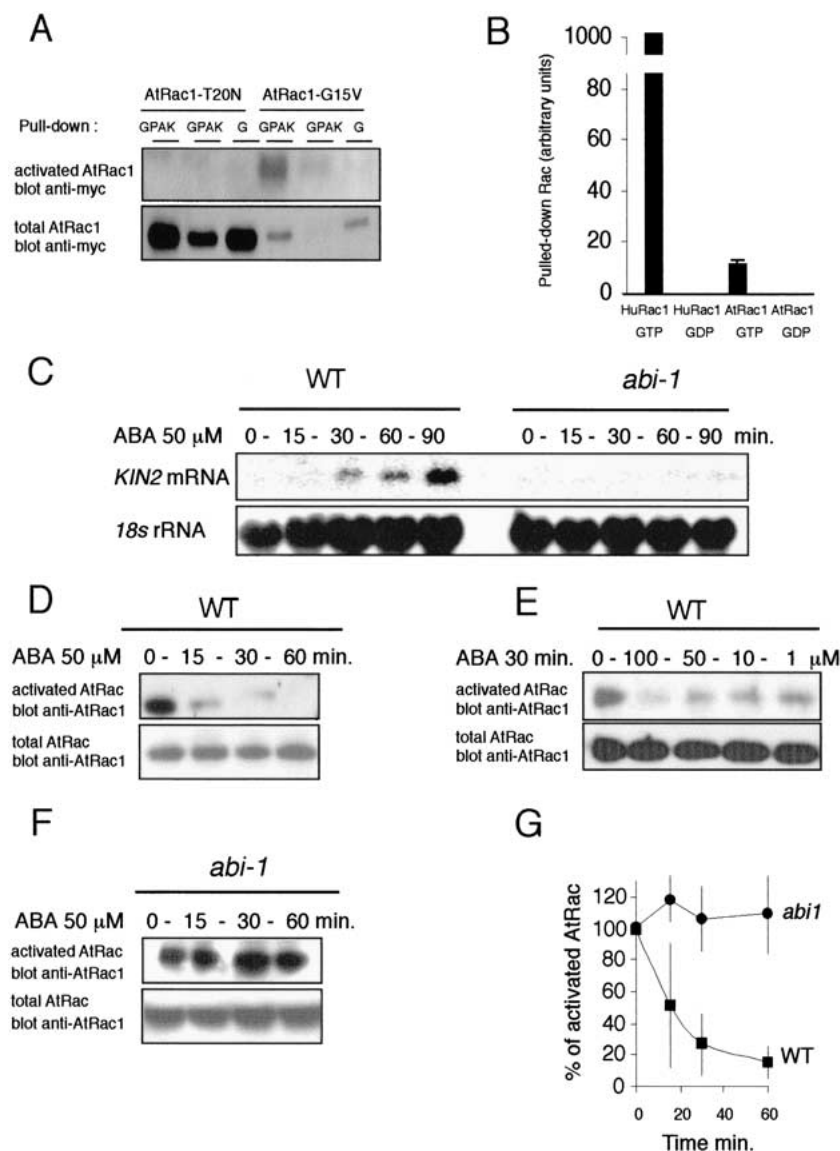 A
AtRac1-T20N AtRac1-G15V
Pull-down : GPAK GPAK G GPAK GPAK G
activated AtRac1
blot anti-myc
total AtRac1
blot anti-myc
B
Pulled-down Rac (arbitrary units)
1000
80
60
40
20
0
HuRac1 HuRac1 AtRac1 AtRac1
GTP GDP GTP GDP
C
WT abi-1
ABA 50 µM 0 - 15 - 30 - 60 - 90 0 - 15 - 30 - 60 - 90 min.
KIN2 mRNA
18s rRNA
D
WT
ABA 50 µM 0 - 15 - 30 - 60 min.
activated AtRac
blot anti-AtRac1
total AtRac
blot anti-AtRac1
E
WT
ABA 30 min. 0 - 100 - 50 - 10 - 1 µM
activated AtRac
blot anti-AtRac1
total AtRac
blot anti-AtRac1
F
abi-1
ABA 50 µM 0 - 15 - 30 - 60 min.
activated AtRac
blot anti-AtRac1
total AtRac
blot anti-AtRac1
G
% of activated AtRac
120
100
80
60
40
20
0
abi1
WT
0 20 40 60
Time min.